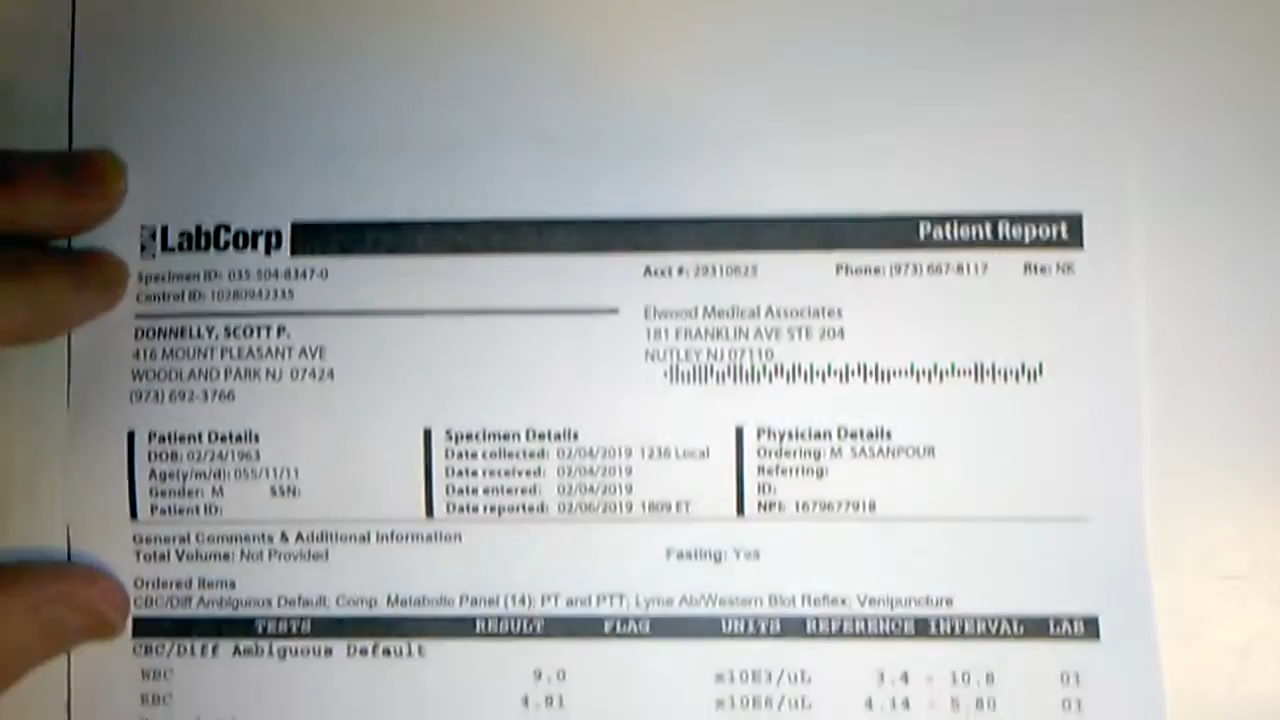 LabCorp
Patient Report
Specimen ID: 035-504-8347-0
Acct #: 29310625
Phone: (973) 667-8117
Rte: NK
Control ID: 10280942335
DONNELLY, SCOTT P.
416 MOUNT PLEASANT AVE
WOODLAND PARK NJ 07424
(973) 692-3766
Elwood Medical Associates
181 FRANKLIN AVE STE 204
NUTLEY NJ 07110
Patient Details
DOB: 02/24/1963
Age(y/m/d): 055/11/11
Gender: M SSN:
Patient ID:
Specimen Details
Date collected: 02/04/2019 1236 Local
Date received: 02/04/2019
Date entered: 02/04/2019
Date reported: 02/06/2019 1809 ET
Physician Details
Ordering: M SASANPOUR
Referring:
ID:
NPI: 1679677918
General Comments & Additional Information
Total Volume: Not Provided
Fasting: Yes
Ordered Items
CBC/Diff Ambiguous Default; Comp. Metabolic Panel (14); PT and PTT; Lyme Ab/Western Blot Reflex; Venipuncture
TESTS RESULT FLAG UNITS REFERENCE INTERVAL LAB
CBC/Diff Ambiguous Default
WBC 9.0 x10E3/uL 3.4 - 10.8 01
RBC 4.91 x10E6/uL 4.14 - 5.80 01